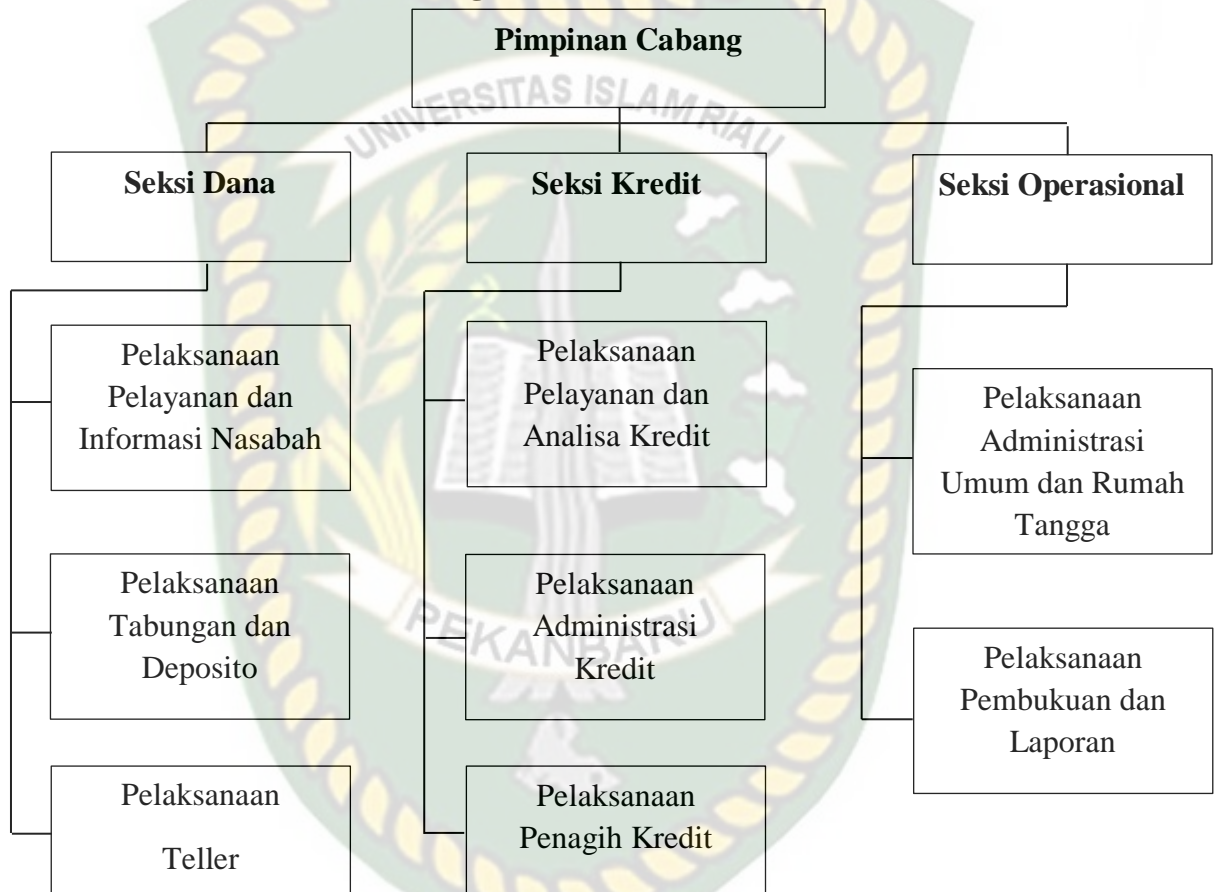 Pimpinan Cabang
UNIVERSITAS ISLAM RIAU
Seksi Dana
Seksi Kredit
Seksi Operasional
Pelaksanaan
Pelayanan dan
Informasi Nasabah
Pelaksanaan
Tabungan dan
Deposito
Pelaksanaan
Teller
Pelaksanaan
Pelayanan dan
Analisa Kredit
Pelaksanaan
Administrasi
Kredit
Pelaksanaan
Penagih Kredit
Pelaksanaan
Administrasi
Umum dan Rumah
Tangga
Pelaksanaan
Pembukuan dan
Laporan
PEKANBARU